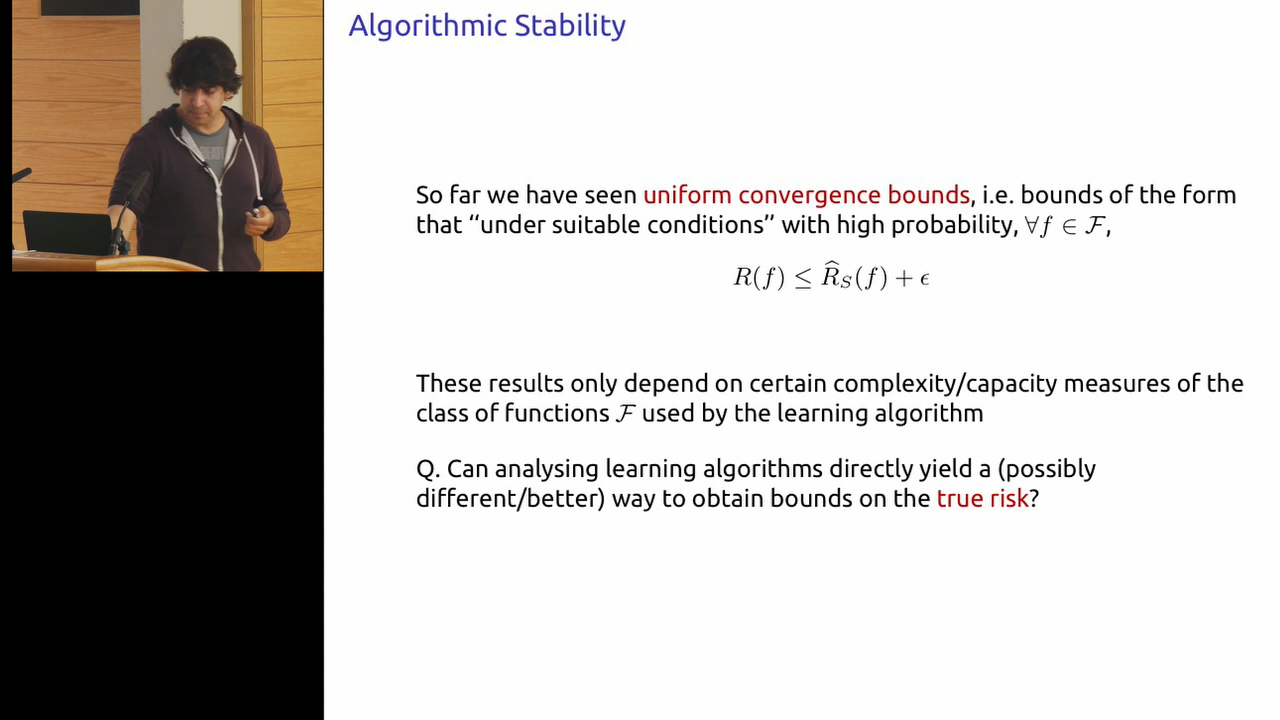 Algorithmic Stability
So far we have seen uniform convergence bounds, i.e. bounds of the form
that “under suitable conditions” with high probability, ∀f ∈ ℱ,
R(f) ≤ R̂_S(f) + ϵ
These results only depend on certain complexity/capacity measures of the
class of functions ℱ used by the learning algorithm
Q. Can analysing learning algorithms directly yield a (possibly
different/better) way to obtain bounds on the true risk?